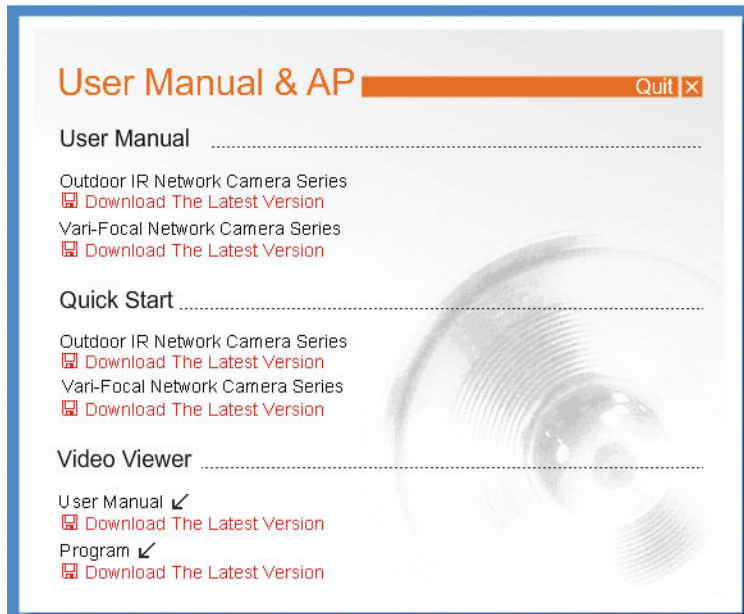 User Manual & AP
Quit
User Manual
Outdoor IR Network Camera Series
Download The Latest Version
Vari-Focal Network Camera Series
Download The Latest Version
Quick Start
Outdoor IR Network Camera Series
Download The Latest Version
Vari-Focal Network Camera Series
Download The Latest Version
Video Viewer
User Manual
Download The Latest Version
Program
Download The Latest Version